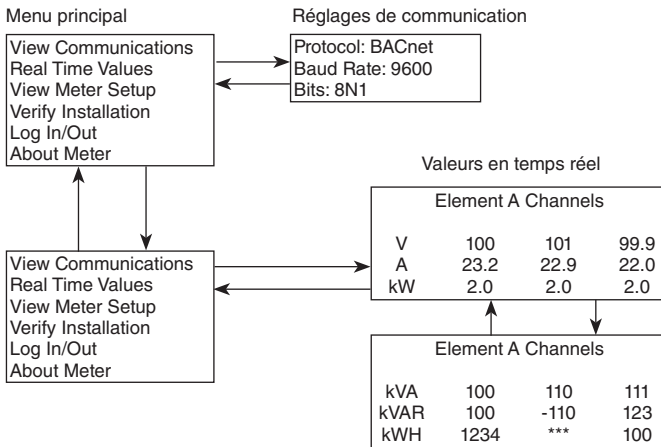 Menu principal
View Communications
Real Time Values
View Meter Setup
Verify Installation
Log In/Out
About Meter
Réglages de communication
Protocol: BACnet
Baud Rate: 9600
Bits: 8N1
View Communications
Real Time Values
View Meter Setup
Verify Installation
Log In/Out
About Meter
Valeurs en temps réel
Element A Channels
V 100 101 99.9
A 23.2 22.9 22.0
kW 2.0 2.0 2.0
Element A Channels
kVA 100 110 111
kVAR 100 -110 123
kWH 1234 *** 100